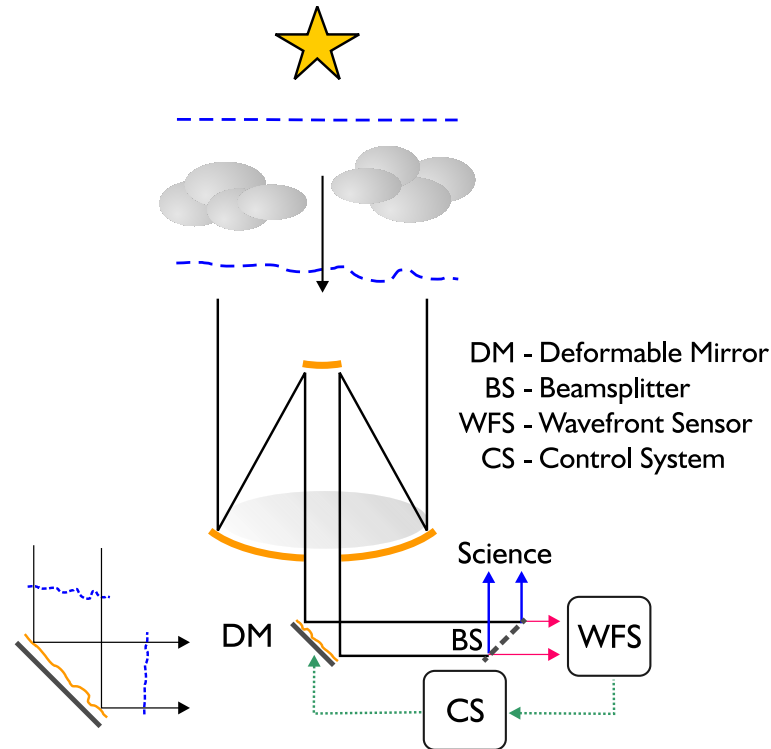 DM - Deformable Mirror
BS - Beamsplitter
WFS - Wavefront Sensor
CS - Control System
Science
DM
BS
WFS
CS